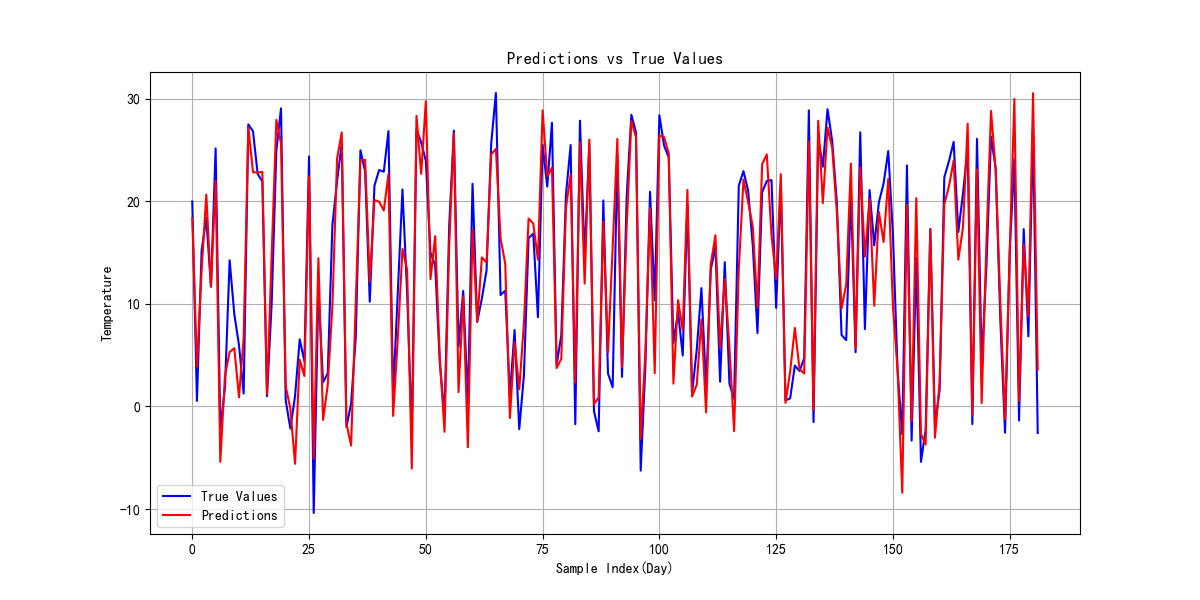 Predictions vs True Values
Temperature
30
20
10
0
-10
True Values
Predictions
0 25 50 75 100 125 150 175
Sample Index(Day)